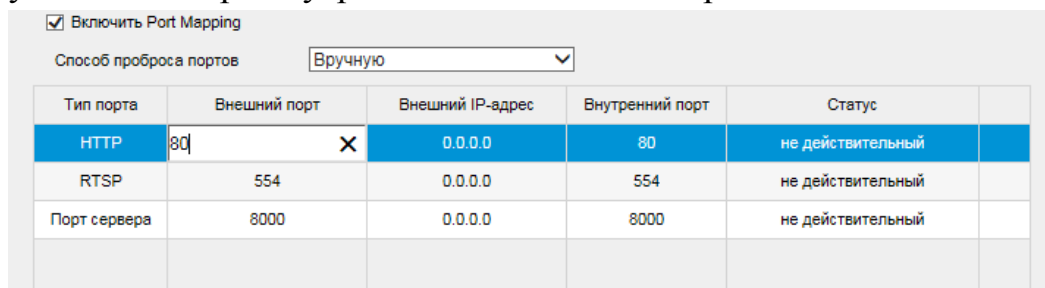 Включить Port Mapping
Способ проброса портов Вручную
Тип порта Внешний порт Внешний IP-адрес Внутренний порт Статус
HTTP 80 0.0.0.0 80 не действительный
RTSP 554 0.0.0.0 554 не действительный
Порт сервера 8000 0.0.0.0 8000 не действительный